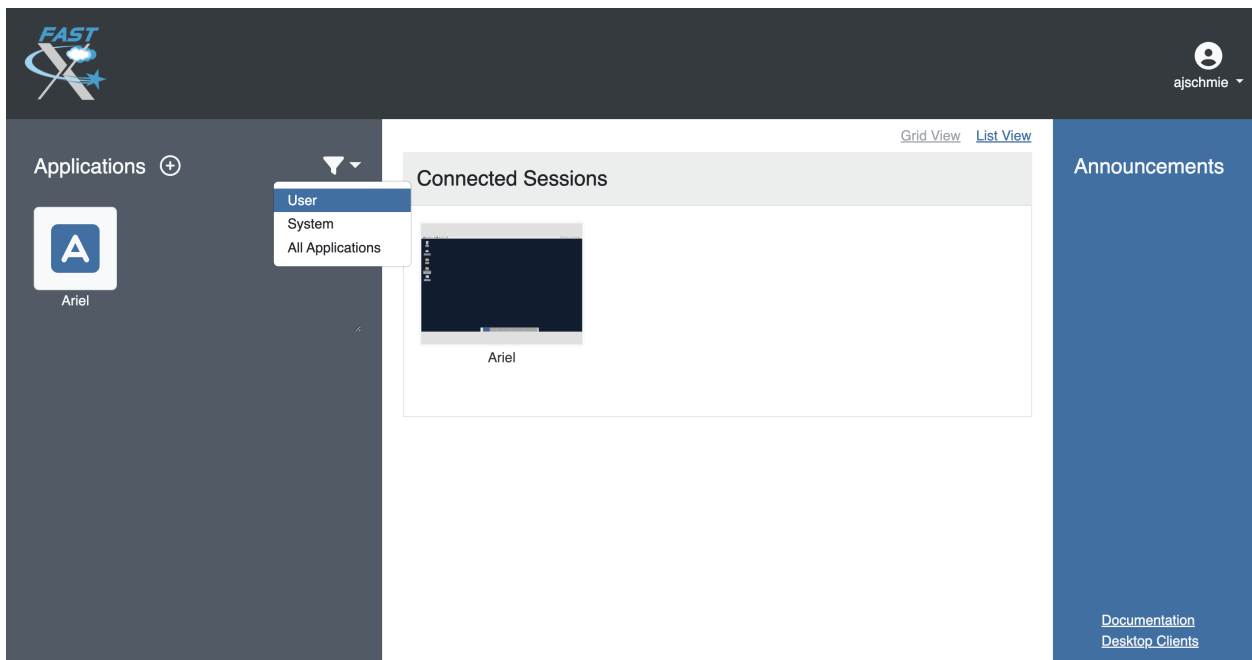 FAST
X
ajschmie
Applications
User
System
All Applications
A
Ariel
Grid View List View
Connected Sessions
Ariel
Announcements
Documentation
Desktop Clients